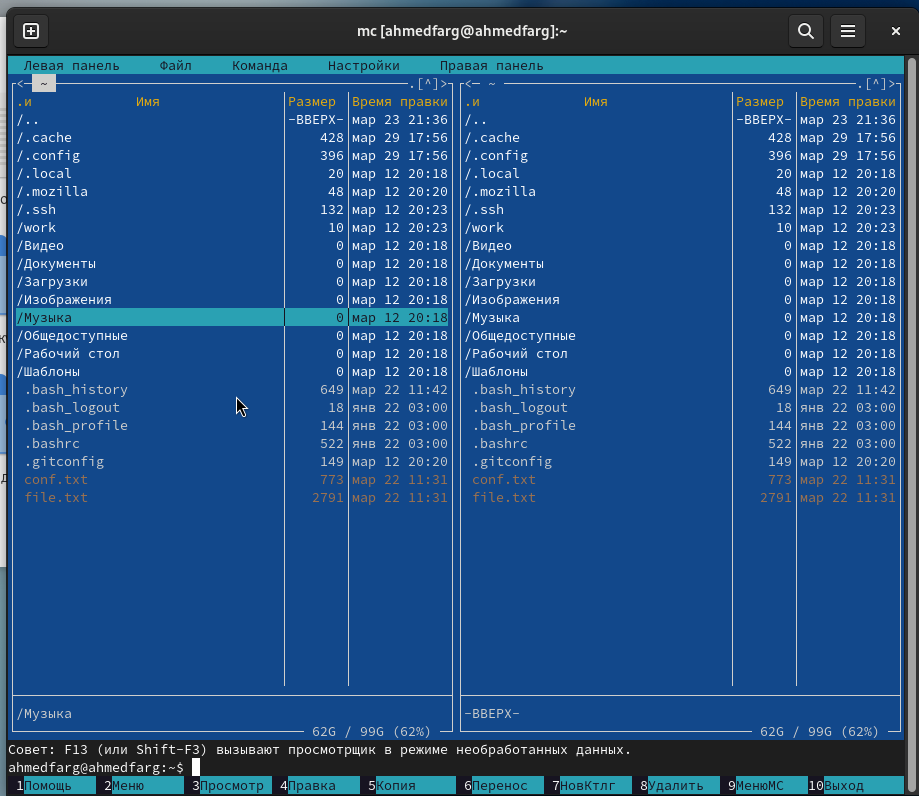 mc [ahmedfarg@ahmedfarg]:~
Левая панель Файл Команда Настройки Правая панель
<─ ~ .[^]> <─ ~ .[^]>
.и Имя Размер Время правки .и Имя Размер Время правки
/.. -ВВЕРХ- мар 23 21:36 /.. -ВВЕРХ- мар 23 21:36
/.cache 428 мар 29 17:56 /.cache 428 мар 29 17:56
/.config 396 мар 29 17:56 /.config 396 мар 29 17:56
/.local 20 мар 12 20:18 /.local 20 мар 12 20:18
/.mozilla 48 мар 12 20:20 /.mozilla 48 мар 12 20:20
/.ssh 132 мар 12 20:23 /.ssh 132 мар 12 20:23
/work 10 мар 12 20:23 /work 10 мар 12 20:23
/Видео 0 мар 12 20:18 /Видео 0 мар 12 20:18
/Документы 0 мар 12 20:18 /Документы 0 мар 12 20:18
/Загрузки 0 мар 12 20:18 /Загрузки 0 мар 12 20:18
/Изображения 0 мар 12 20:18 /Изображения 0 мар 12 20:18
/Музыка 0 мар 12 20:18 /Музыка 0 мар 12 20:18
/Общедоступные 0 мар 12 20:18 /Общедоступные 0 мар 12 20:18
/Рабочий стол 0 мар 12 20:18 /Рабочий стол 0 мар 12 20:18
/Шаблоны 0 мар 12 20:18 /Шаблоны 0 мар 12 20:18
.bash_history 649 мар 22 11:42 .bash_history 649 мар 22 11:42
.bash_logout 18 янв 22 03:00 .bash_logout 18 янв 22 03:00
.bash_profile 144 янв 22 03:00 .bash_profile 144 янв 22 03:00
.bashrc 522 янв 22 03:00 .bashrc 522 янв 22 03:00
.gitconfig 149 мар 12 20:20 .gitconfig 149 мар 12 20:20
conf.txt 773 мар 22 11:31 conf.txt 773 мар 22 11:31
file.txt 2791 мар 22 11:31 file.txt 2791 мар 22 11:31
/Музыка -ВВЕРХ-
62G / 99G (62%) 62G / 99G (62%)
Совет: F13 (или Shift-F3) вызывают просмотрщик в режиме необработанных данных.
ahmedfarg@ahmedfarg:~$
1Помощь 2Меню 3Просмотр 4Правка 5Копия 6Перенос 7НовКтлг 8Удалить 9МенюМС 10Выход